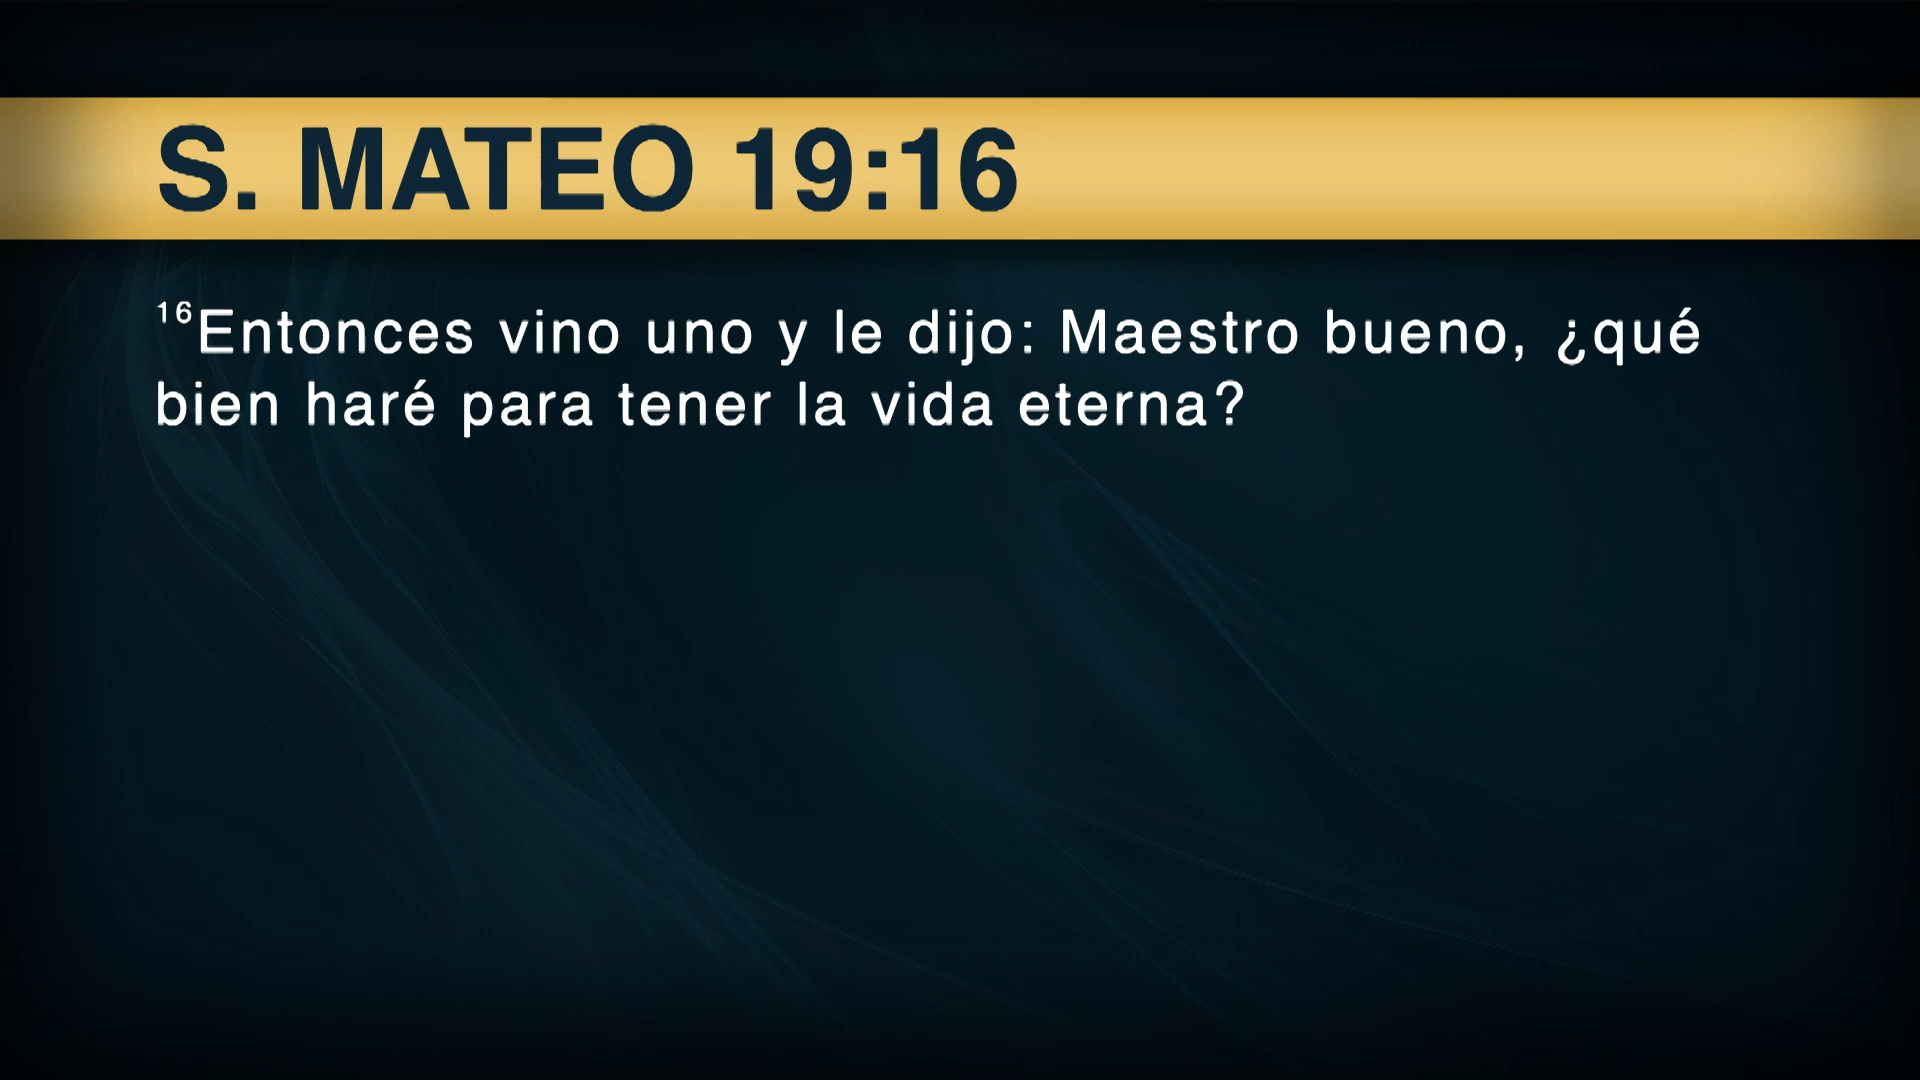 S. MATEO 19:16
¹⁶Entonces vino uno y le dijo: Maestro bueno, ¿qué
bien haré para tener la vida eterna?